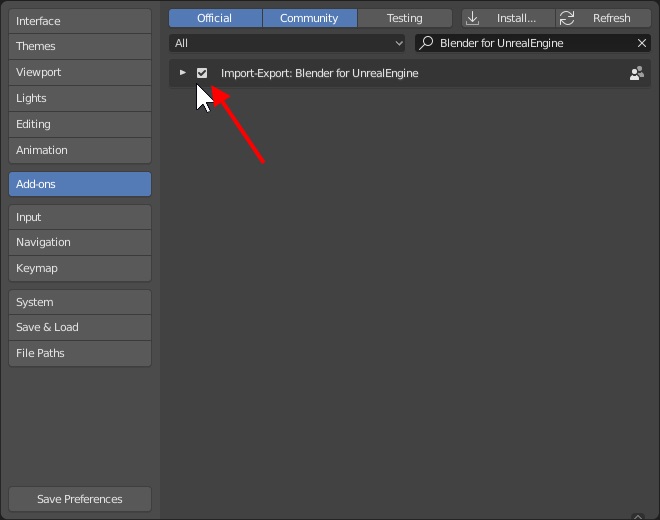 Interface
Themes
Viewport
Lights
Editing
Animation
Add-ons
Input
Navigation
Keymap
System
Save & Load
File Paths
Save Preferences
Official Community Testing Install... Refresh
All Blender for UnrealEngine
Import-Export: Blender for UnrealEngine